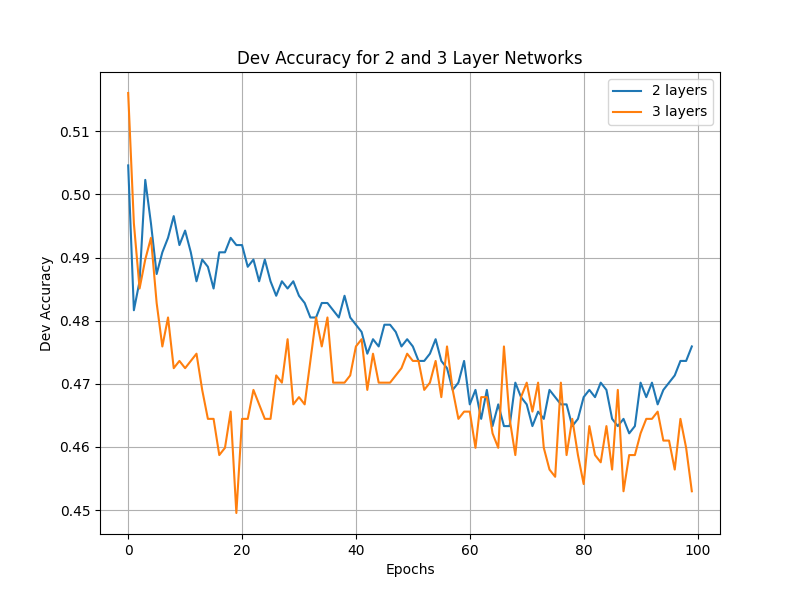 Dev Accuracy for 2 and 3 Layer Networks
2 layers
3 layers
Dev Accuracy
0.51
0.50
0.49
0.48
0.47
0.46
0.45
0 20 40 60 80 100
Epochs